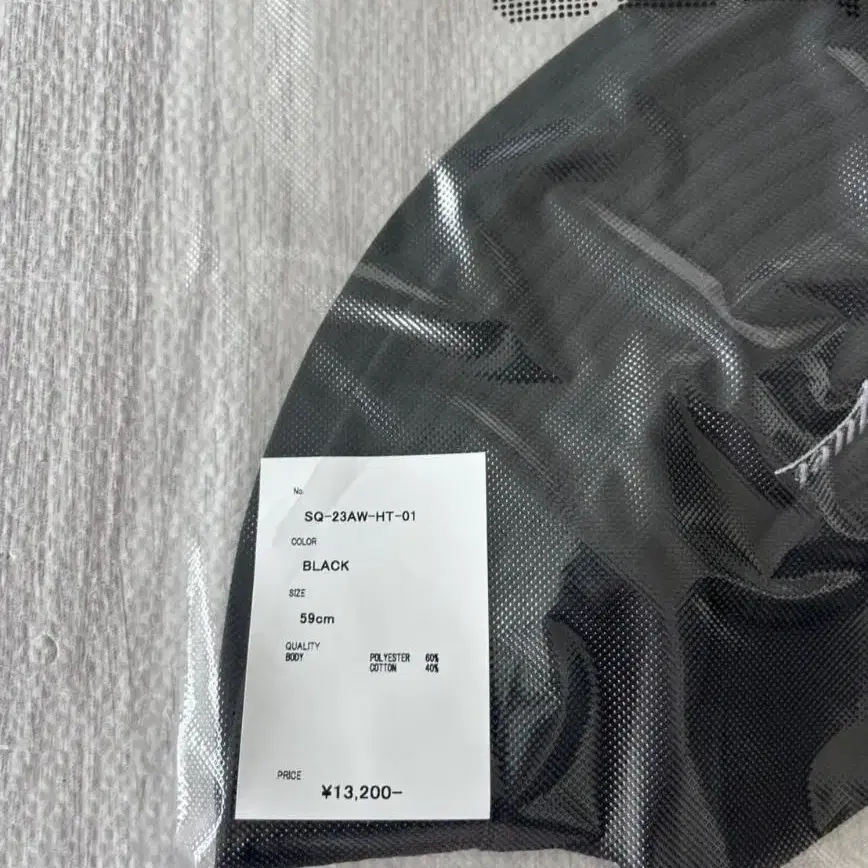 No.
SQ-23AW-HT-01
COLOR
BLACK
SIZE
59cm
QUALITY
BODY POLYESTER 60%
COTTON 40%
PRICE
¥13,200-